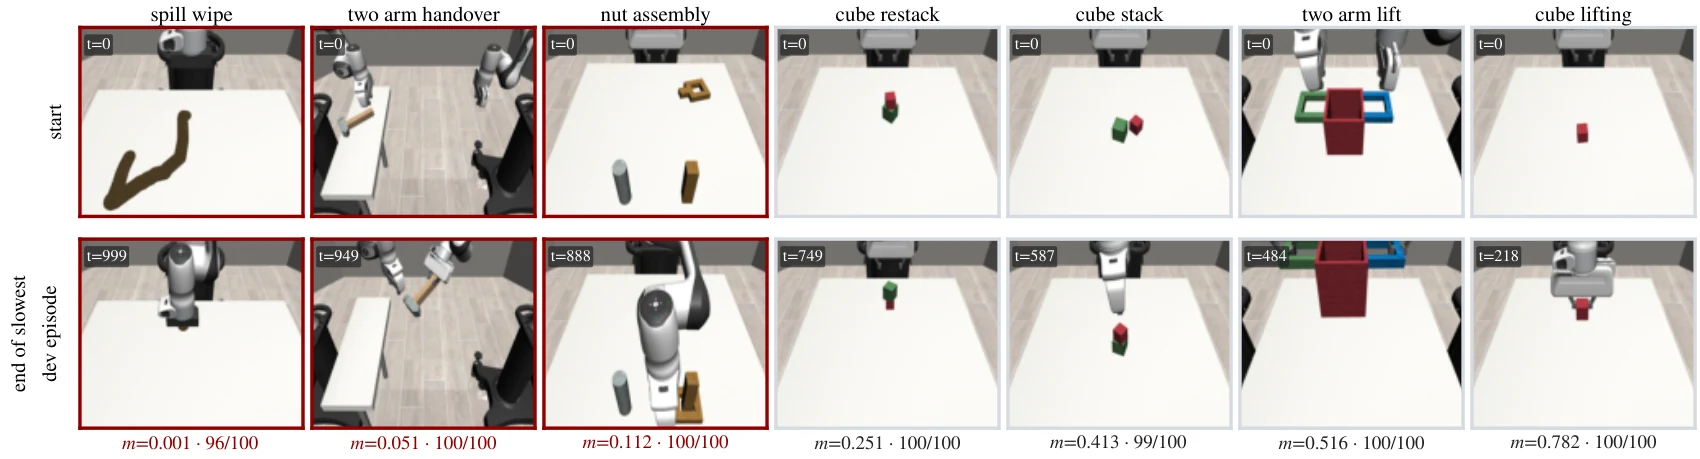 spill wipe
two arm handover
nut assembly
cube restack
cube stack
two arm lift
cube lifting
start
t=0
t=0
t=0
t=0
t=0
t=0
t=0
end of slowest
dev episode
t=999
t=949
t=888
t=749
t=587
t=484
t=218
m=0.001 · 96/100
m=0.051 · 100/100
m=0.112 · 100/100
m=0.251 · 100/100
m=0.413 · 99/100
m=0.516 · 100/100
m=0.782 · 100/100